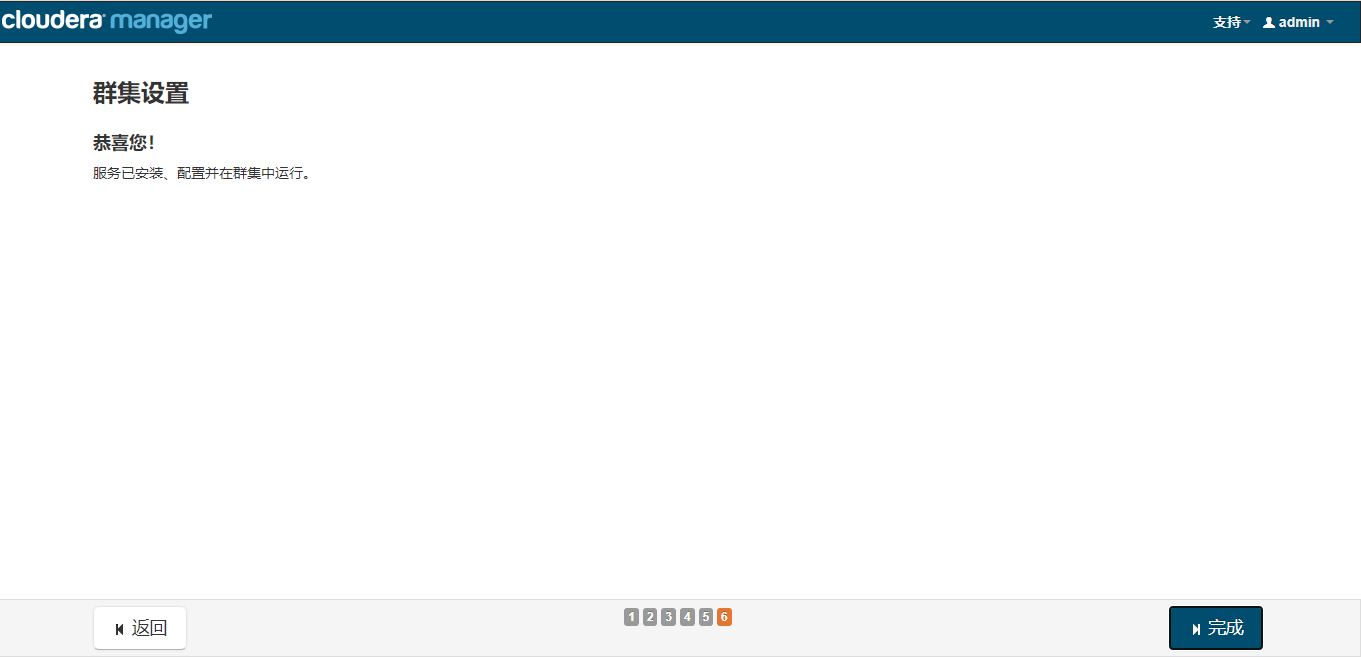 cloudera manager
支持 admin
群集设置
恭喜您！
服务已安装、配置并在群集中运行。
返回 1 2 3 4 5 6 完成